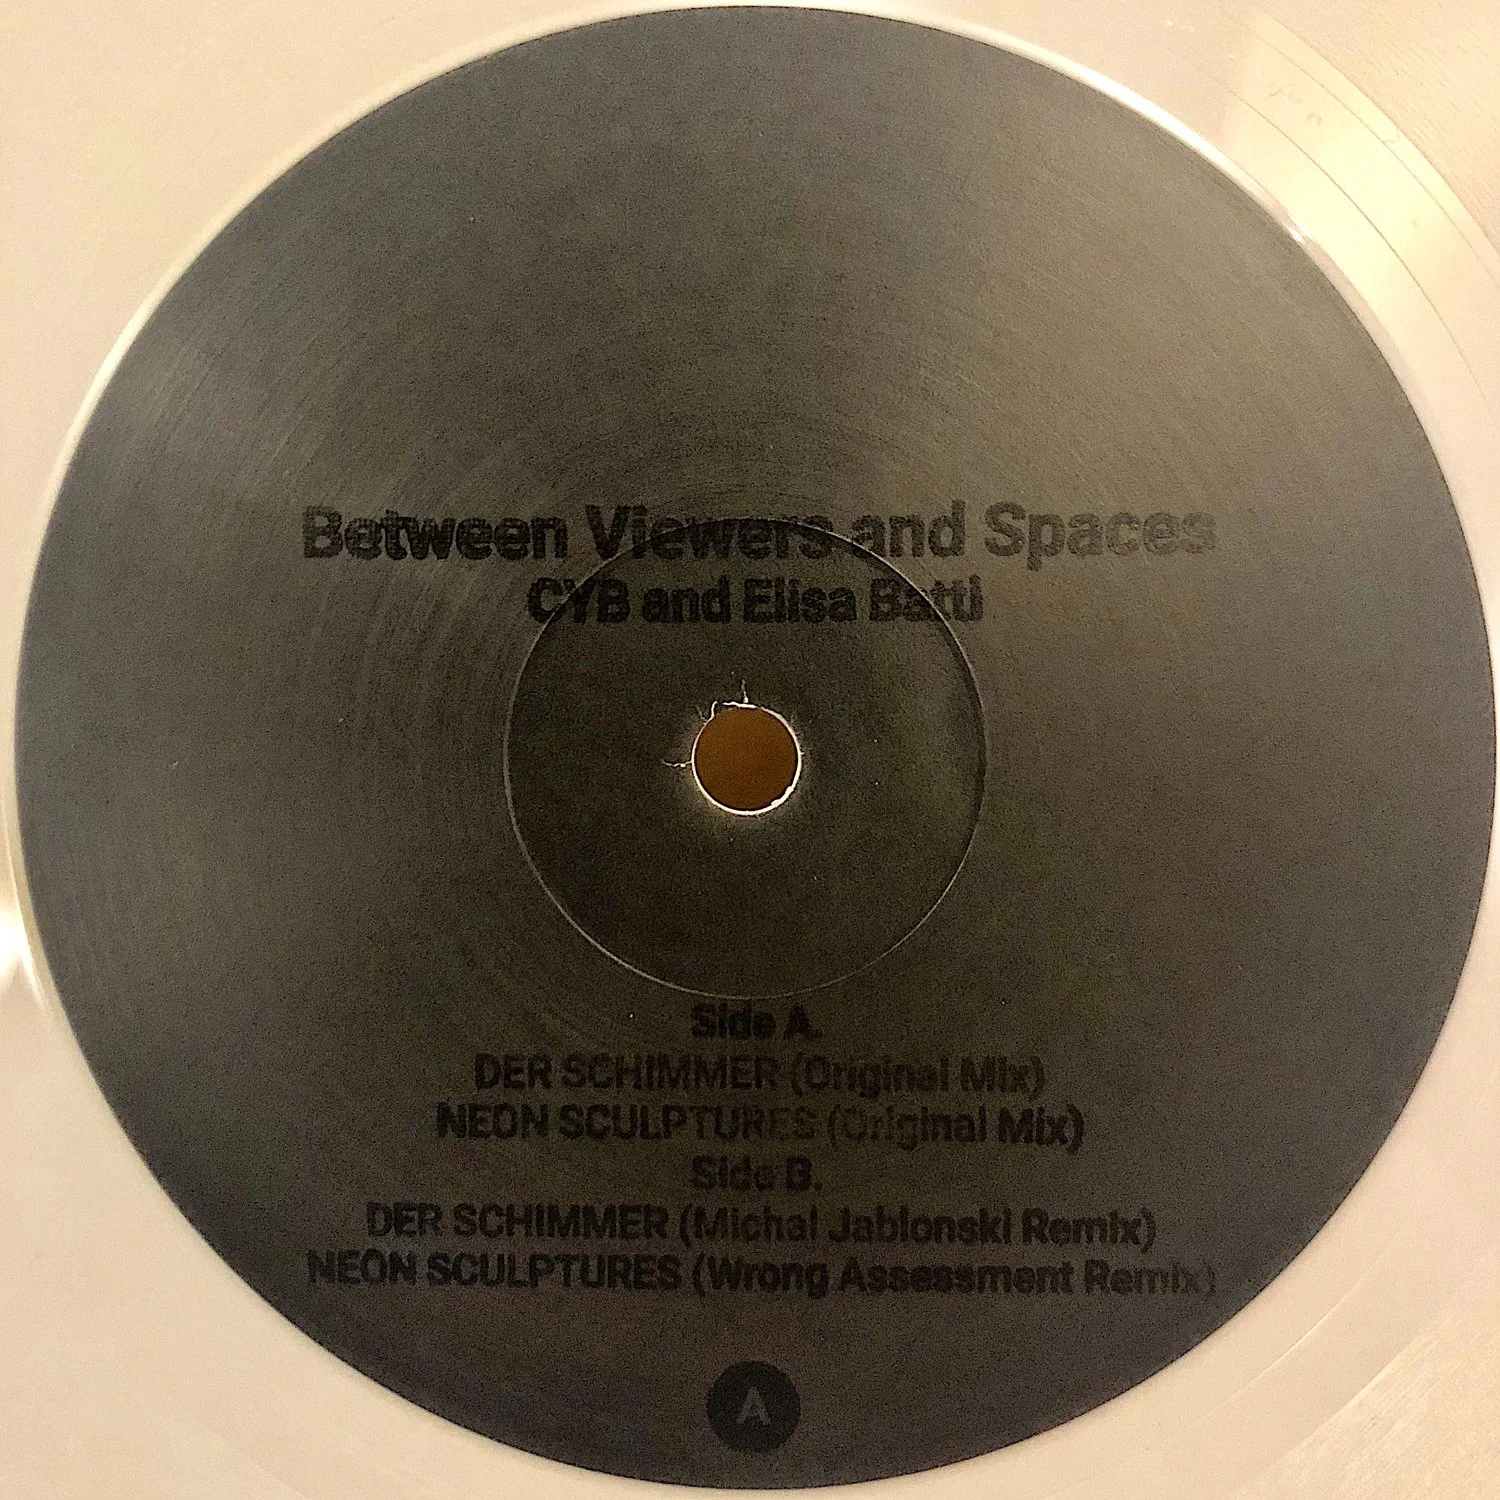 Between Viewers and Spaces
CYB and Elisa Batti
Side A.
DER SCHIMMER (Original Mix)
NEON SCULPTURES (Original Mix)
Side B.
DER SCHIMMER (Michal Jablonski Remix)
NEON SCULPTURES (Wrong Assessment Remix)
A